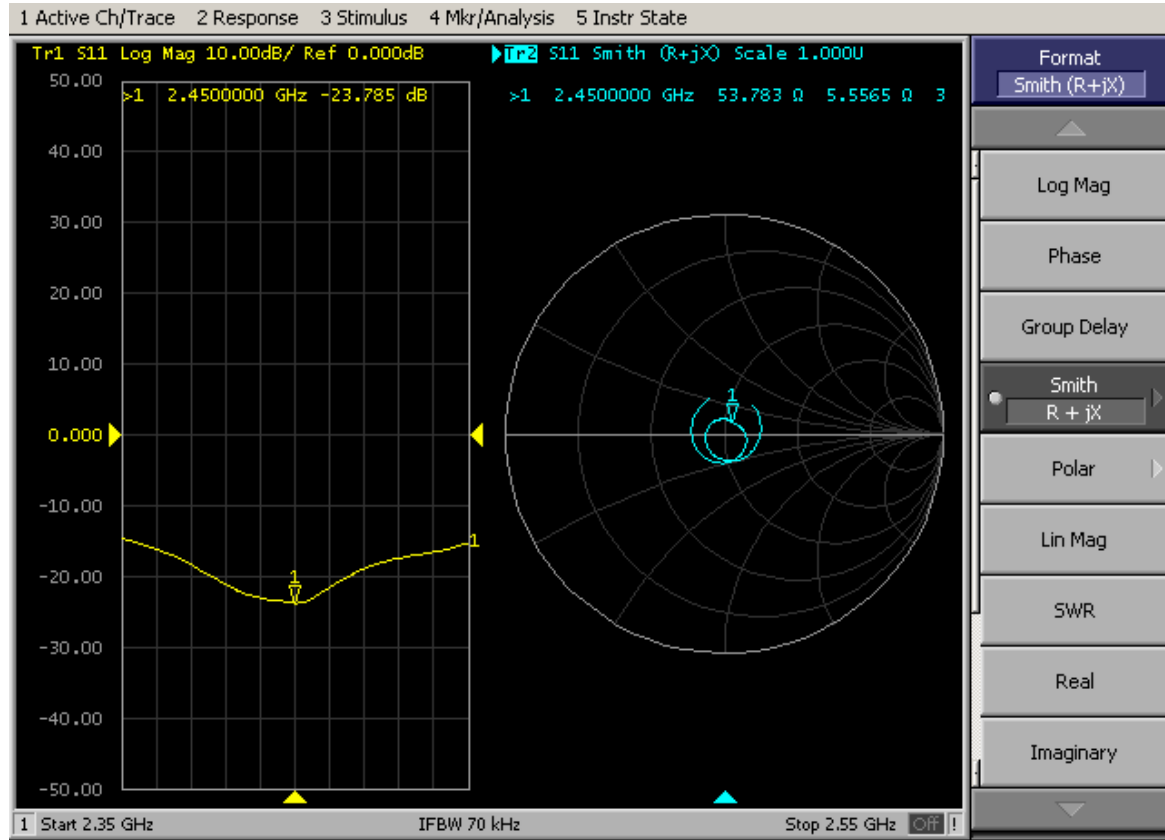 1 Active Ch/Trace 2 Response 3 Stimulus 4 Mkr/Analysis 5 Instr State
Tr1 S11 Log Mag 10.00dB/ Ref 0.000dB
50.00
>1 2.4500000 GHz -23.785 dB
40.00
30.00
20.00
10.00
0.000
-10.00
-20.00
-30.00
-40.00
-50.00
1
1
Tr2 S11 Smith (R+jX) Scale 1.000U
>1 2.4500000 GHz 53.783 Ω 5.5565 Ω 3
1
Format
Smith (R+jX)
Log Mag
Phase
Group Delay
Smith
R + jX
Polar
Lin Mag
SWR
Real
Imaginary
1 Start 2.35 GHz IFBW 70 kHz Stop 2.55 GHz Off !